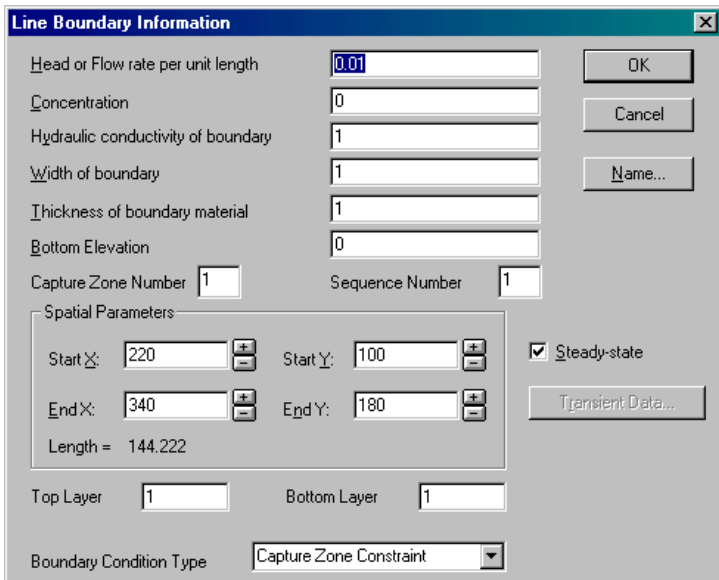 Line Boundary Information
Head or Flow rate per unit length 0.01 OK
Concentration 0 Cancel
Hydraulic conductivity of boundary 1
Width of boundary 1 Name...
Thickness of boundary material 1
Bottom Elevation 0
Capture Zone Number 1 Sequence Number 1
Spatial Parameters
Start X: 220 + - Start Y: 100 + - Steady-state
End X: 340 + - End Y: 180 + - Transient Data...
Length = 144.222
Top Layer 1 Bottom Layer 1
Boundary Condition Type Capture Zone Constraint